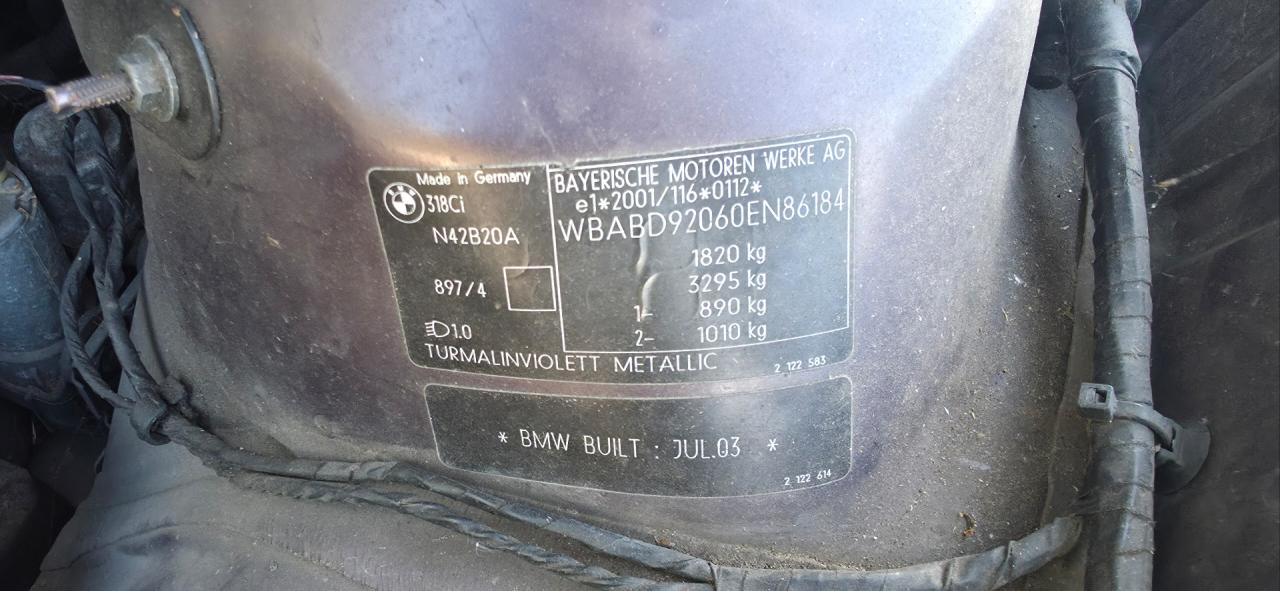 Made in Germany
318Ci
N42B20A
897/4
1.0
TURMALINVIOLETT METALLIC
BAYERISCHE MOTOREN WERKE AG
e1*2001/116*0112*
WBABD92060EN86184
1820 kg
3295 kg
1- 890 kg
2- 1010 kg
2 122 583
* BMW BUILT : JUL.03 *
2 122 614